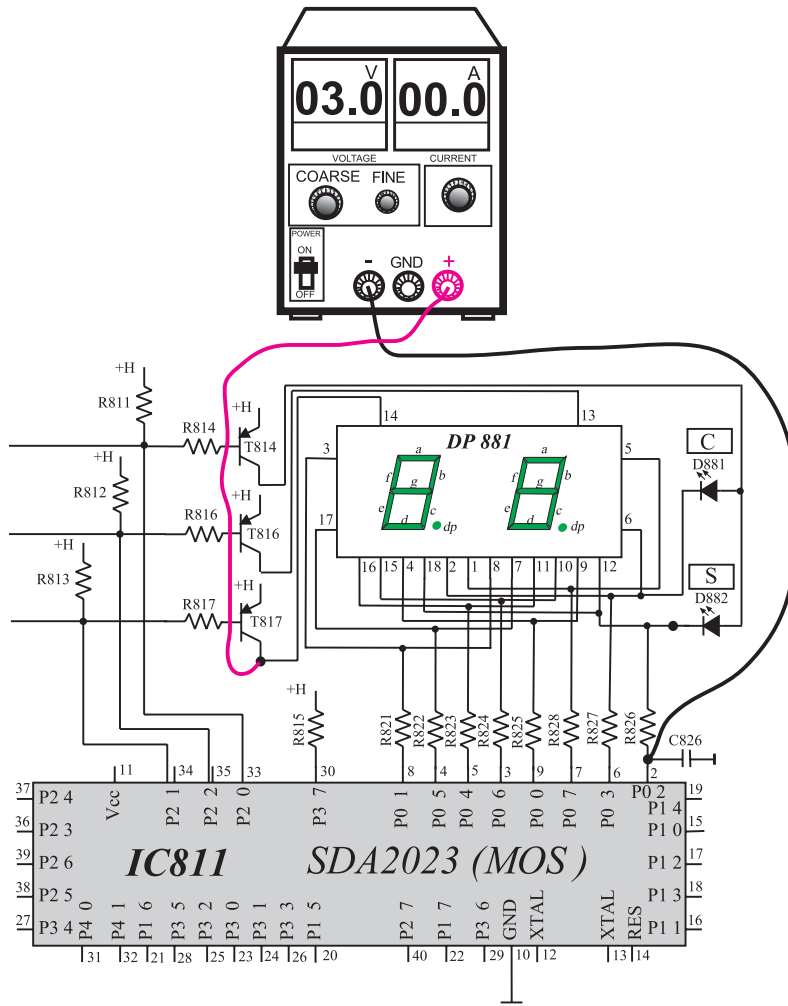 V A
03.0 00.0
VOLTAGE CURRENT
COARSE FINE
POWER
ON
OFF
- GND +
+H
R811
+H
R814
T814
14 13
+H
R812
3 DP 881 5
a b c d e f g dp
a b c d e f g dp
C
D881
+H
R816
T816
17 6
+H
R813
16 15 4 18 2 1 8 7 11 10 9 12
S
D882
+H
R817
T817
+H
R815
R821 R822 R823 R824 R825 R828 R827 R826
C826
11 34 35 33 30 8 4 5 3 9 7 6 2
37 P2 4 Vcc P2 1 P2 2 P2 0 P3 7 P0 1 P0 5 P0 4 P0 6 P0 0 P0 7 P0 3 P0 2
P1 4 19
36 P2 3 P1 0 15
39 P2 6 IC811 SDA2023 (MOS ) P1 2 17
38 P2 5 P1 3 18
27 P3 4 P1 1 16
P4 0 P4 1 P1 6 P3 5 P3 2 P3 0 P3 1 P3 3 P1 5 P2 7 P1 7 P3 6 GND XTAL XTAL RES
31 32 21 28 25 23 24 26 20 40 22 29 10 12 13 14